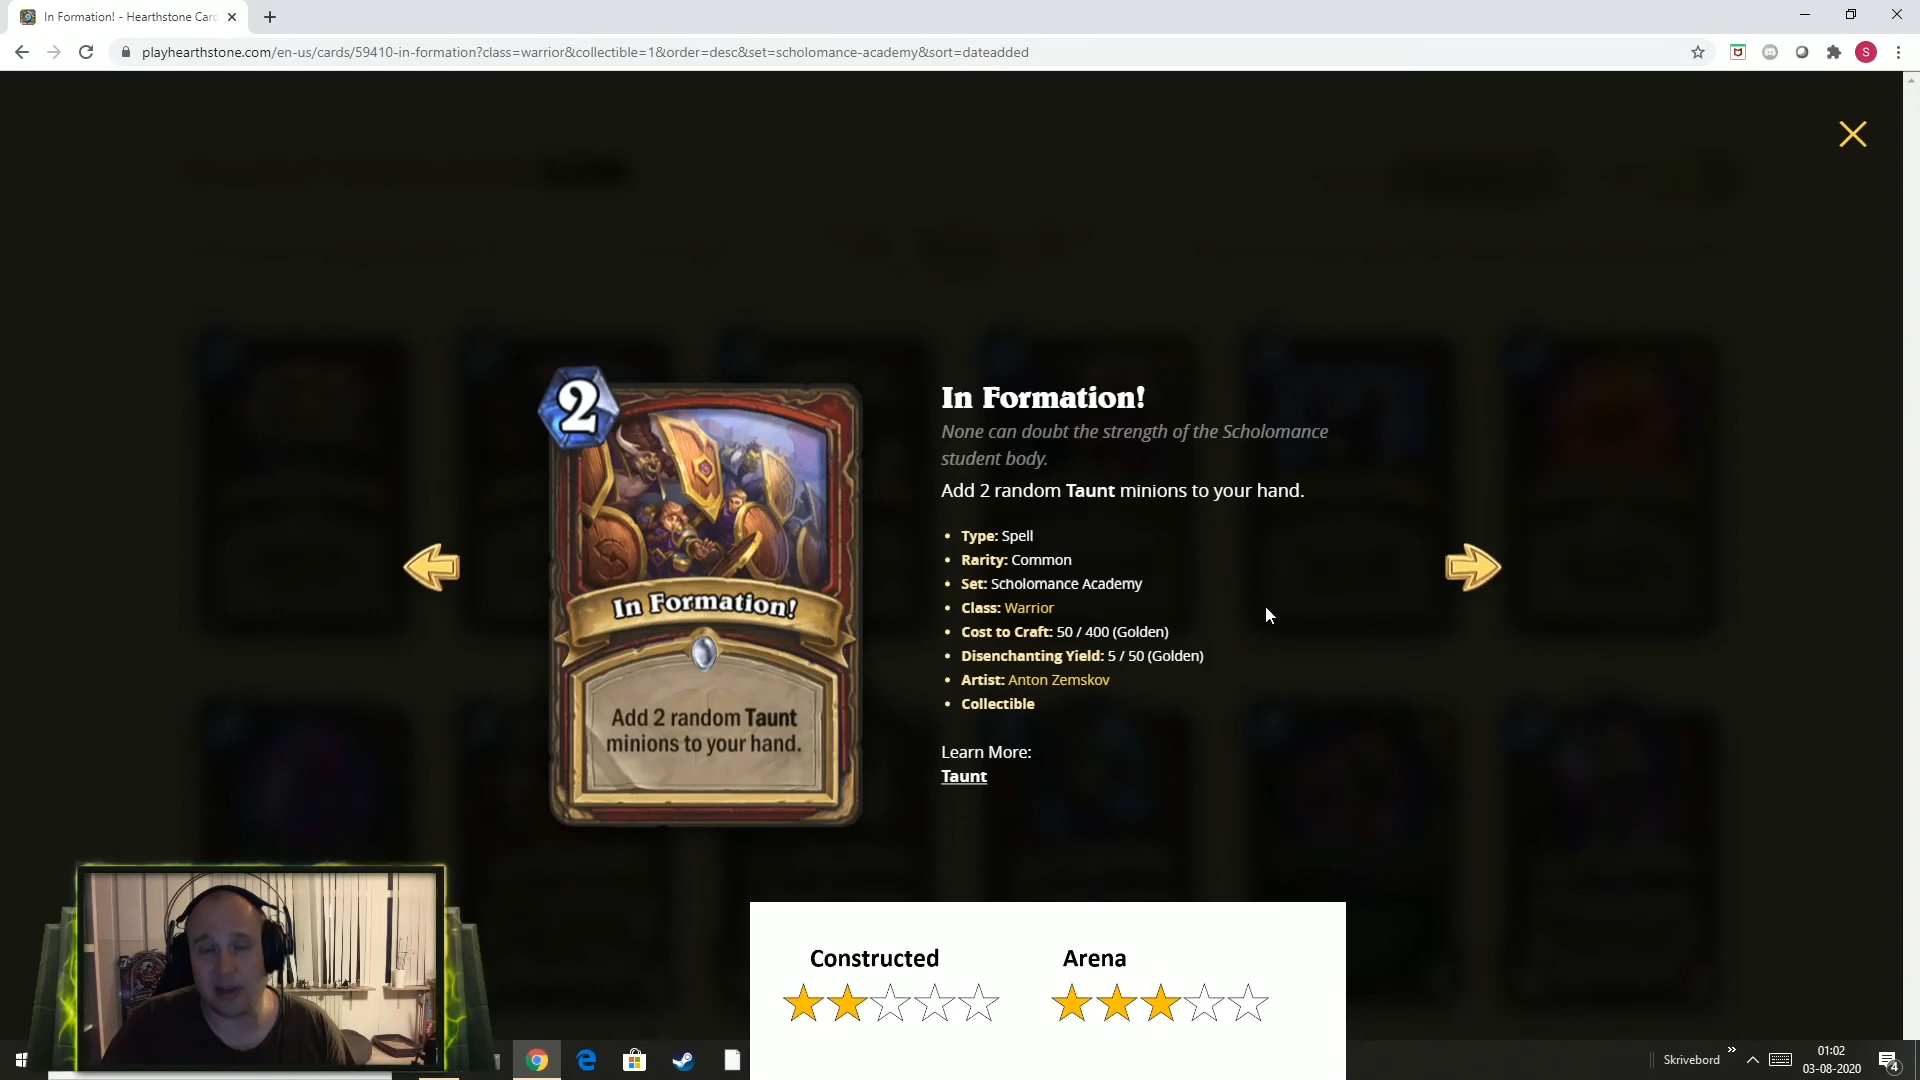 In Formation! - Hearthstone Card
playhearthstone.com/en-us/cards/59410-in-formation?class=warrior&collectible=1&order=desc&set=scholomance-academy&sort=dateadded
S
2
In Formation!
Add 2 random Taunt
minions to your hand.
In Formation!
None can doubt the strength of the Scholomance
student body.
Add 2 random Taunt minions to your hand.
• Type: Spell
• Rarity: Common
• Set: Scholomance Academy
• Class: Warrior
• Cost to Craft: 50 / 400 (Golden)
• Disenchanting Yield: 5 / 50 (Golden)
• Artist: Anton Zemskov
• Collectible
Learn More:
Taunt
Constructed
Arena
Skrivebord
01:02
03-08-2020
4